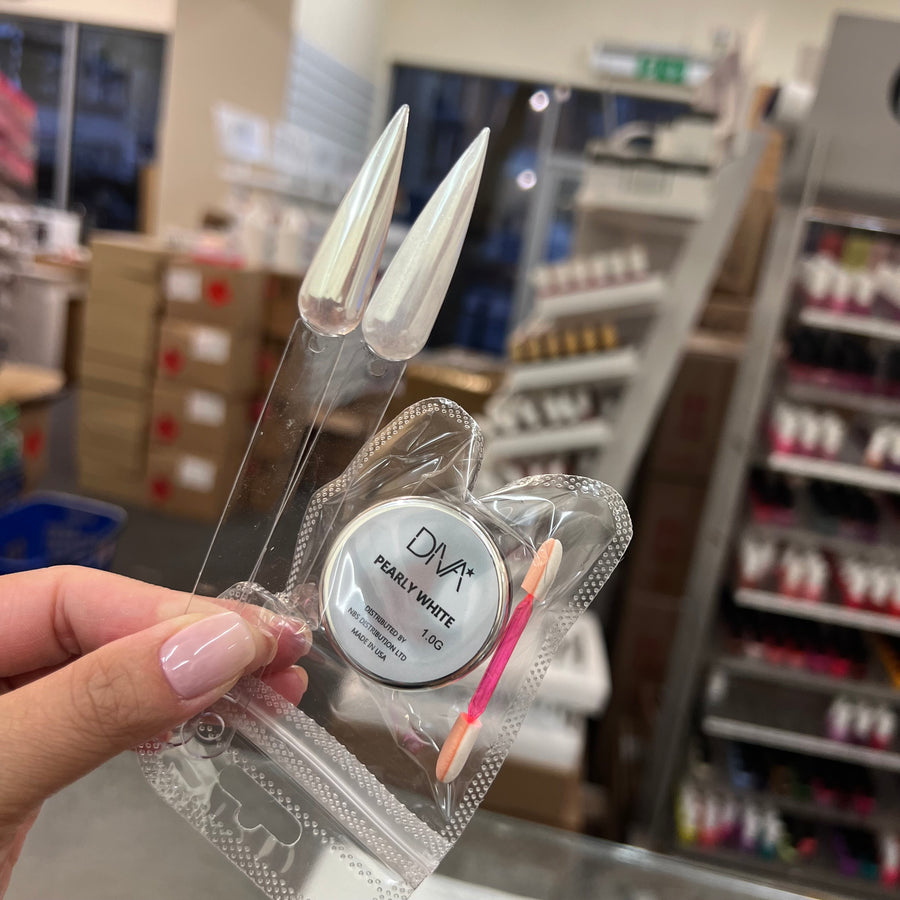 DIVA
PEARLY WHITE
1.0G
DISTRIBUTED BY
NBS DISTRIBUTION LTD
MADE IN USA